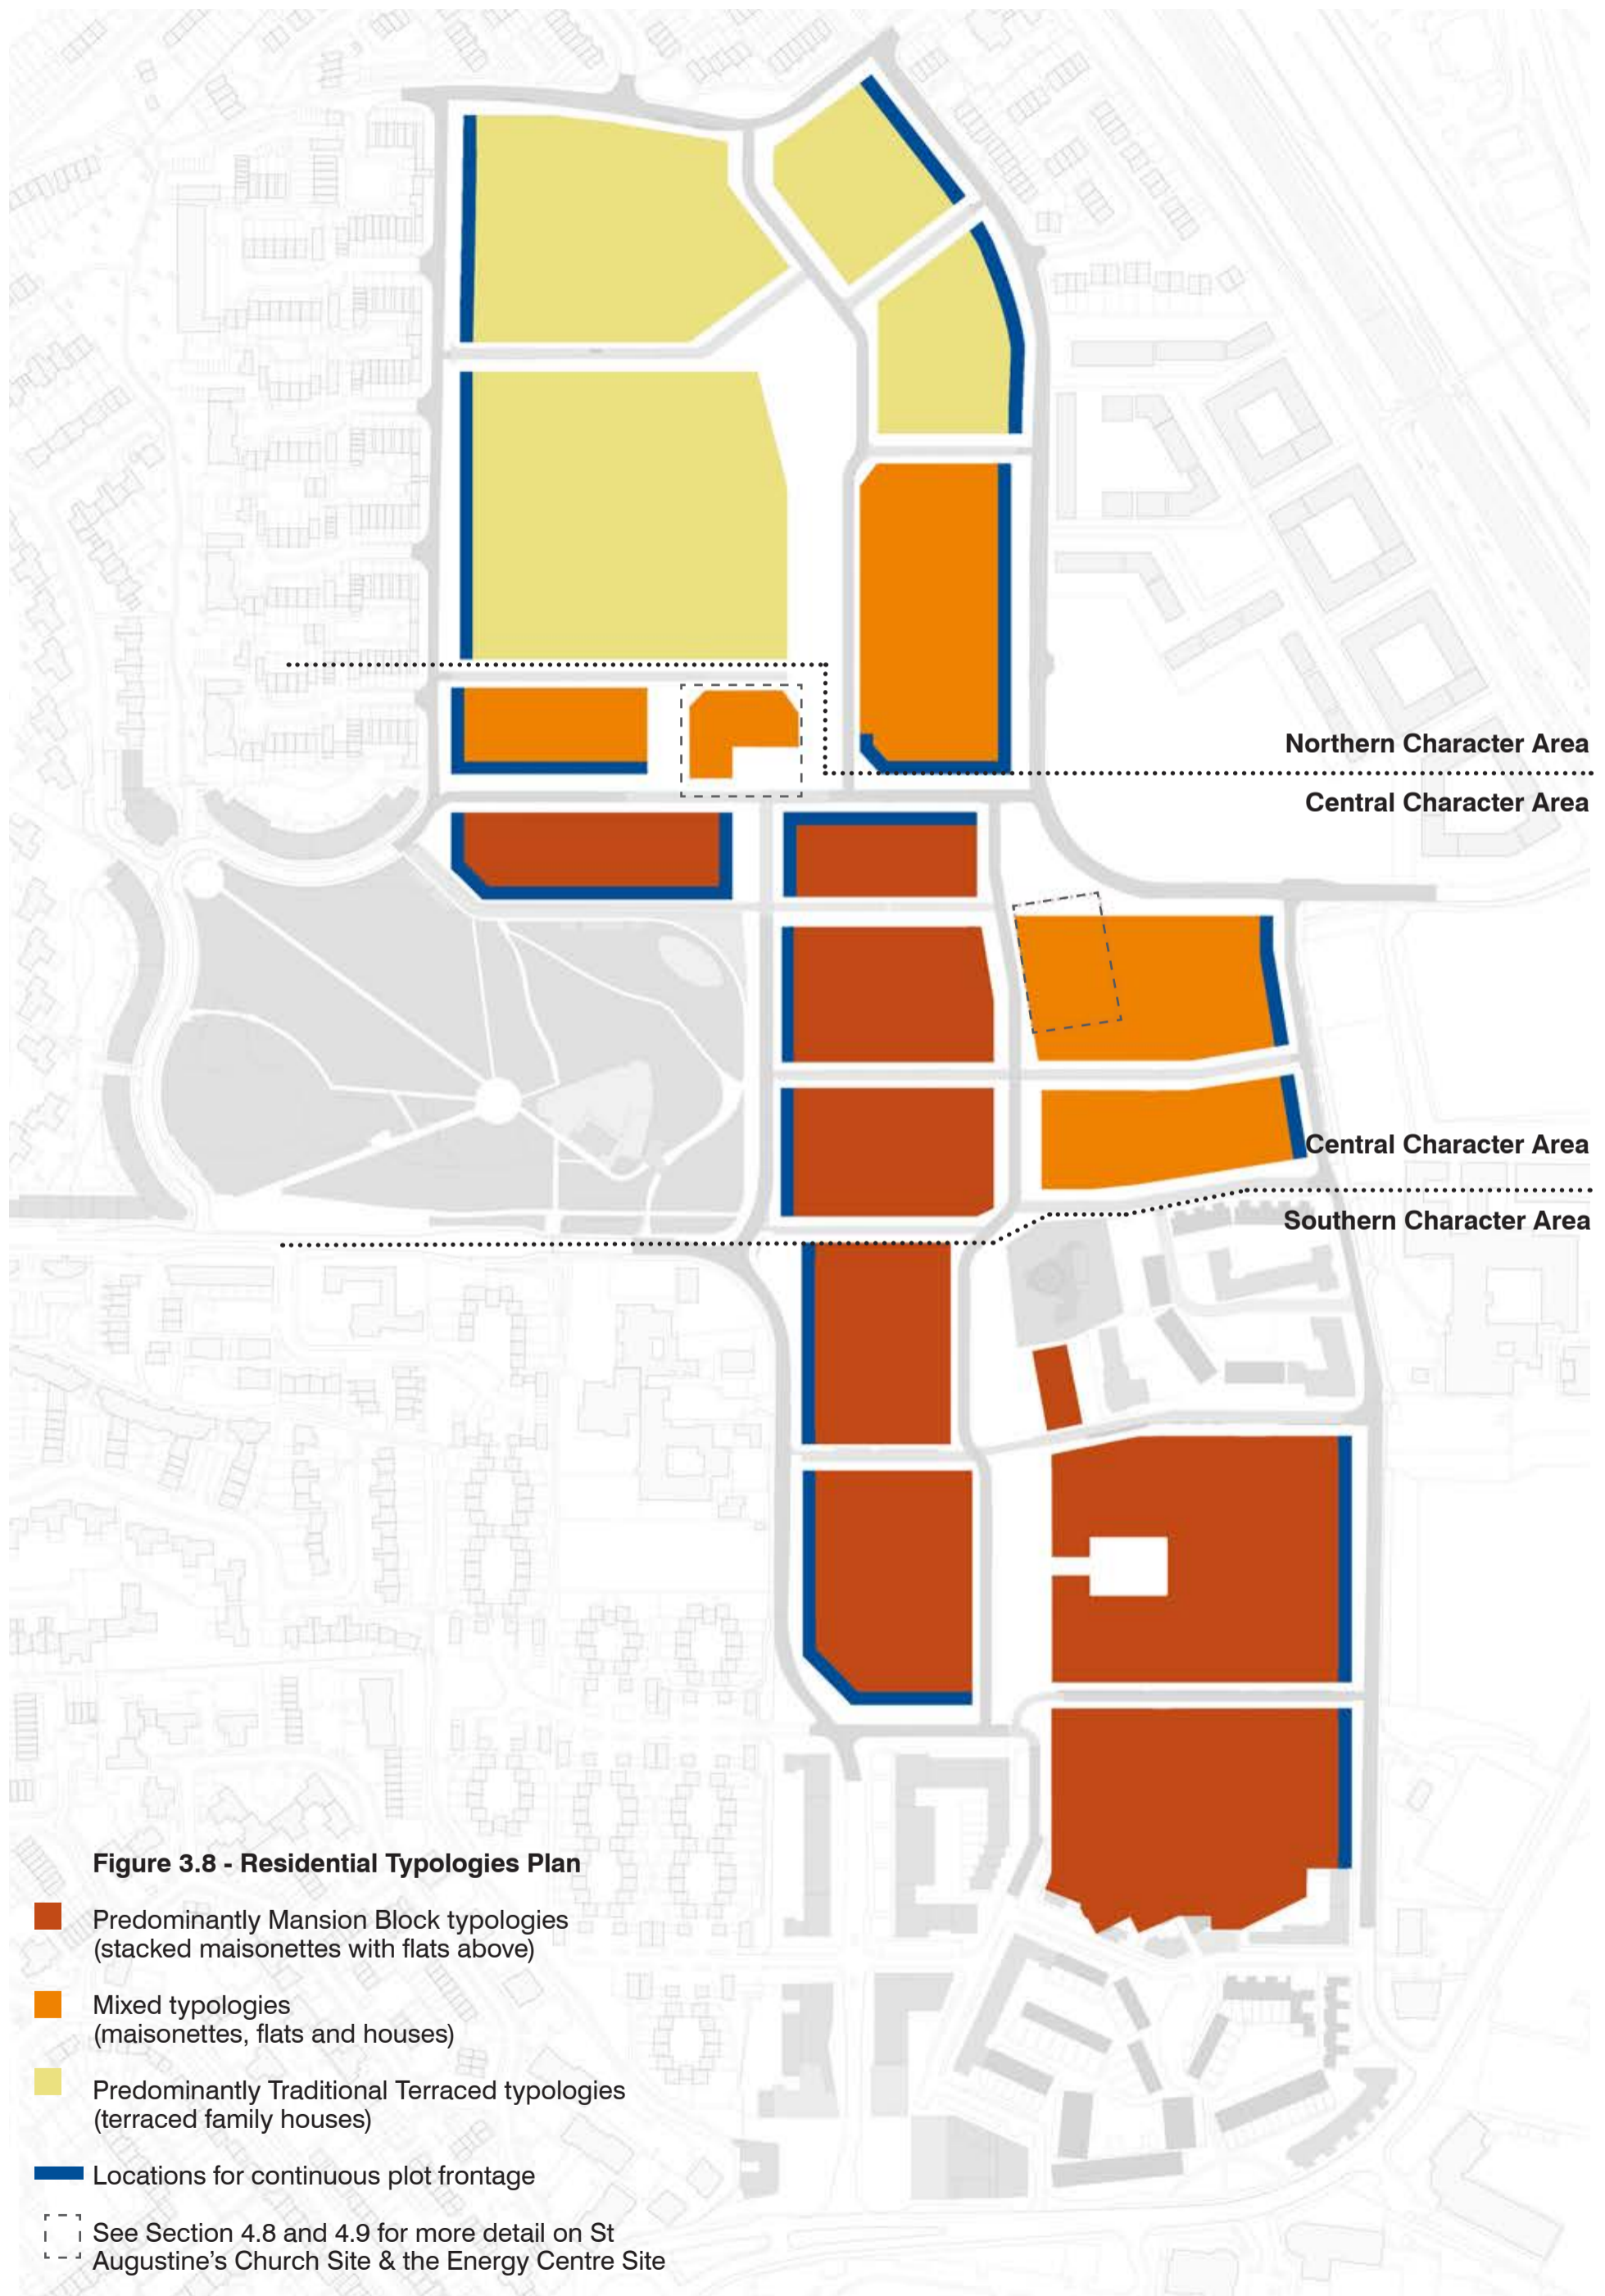 Northern Character Area
Central Character Area
Central Character Area
Southern Character Area
Figure 3.8 - Residential Typologies Plan
Predominantly Mansion Block typologies
(stacked maisonettes with flats above)
Mixed typologies
(maisonettes, flats and houses)
Predominantly Traditional Terraced typologies
(terraced family houses)
Locations for continuous plot frontage
See Section 4.8 and 4.9 for more detail on St
Augustine’s Church Site & the Energy Centre Site